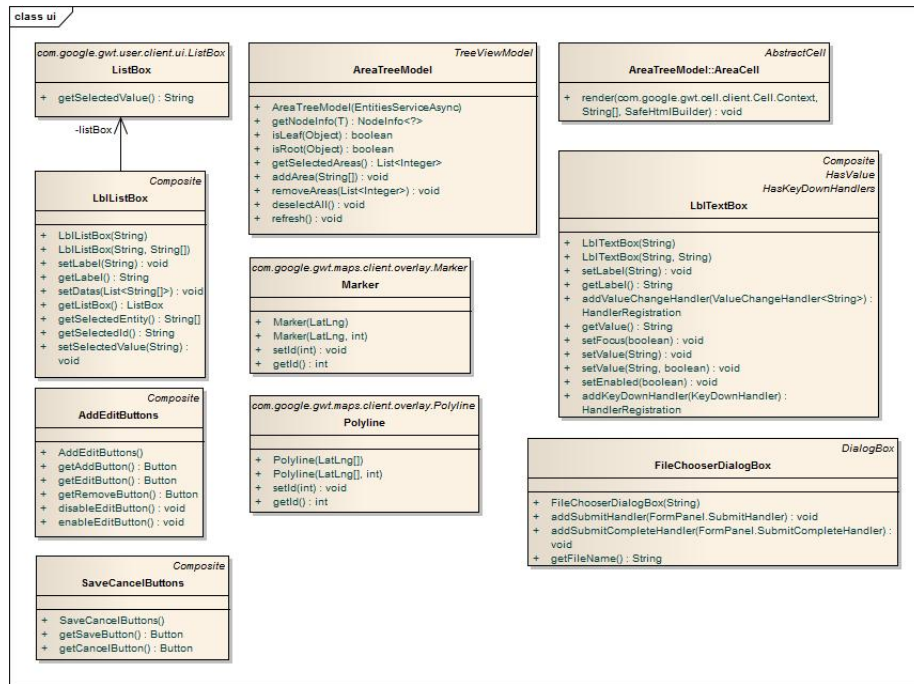 class ui
com.google.gwt.user.client.ui.ListBox
ListBox
+ getSelectedValue() : String
-listBox
Composite
LblListBox
+ LblListBox(String)
+ LblListBox(String, String[])
+ setLabel(String) : void
+ getLabel() : String
+ setDatas(List<String[]>) : void
+ getListBox() : ListBox
+ getSelectedEntity() : String[]
+ getSelectedId() : String
+ setSelectedValue(String) :
void
Composite
AddEditButtons
+ AddEditButtons()
+ getAddButton() : Button
+ getEditButton() : Button
+ getRemoveButton() : Button
+ disableEditButton() : void
+ enableEditButton() : void
Composite
SaveCancelButtons
+ SaveCancelButtons()
+ getSaveButton() : Button
+ getCancelButton() : Button
TreeViewModel
AreaTreeModel
+ AreaTreeModel(EntitiesServiceAsync)
+ getNodeInfo(T) : NodeInfo<?>
+ isLeaf(Object) : boolean
+ isRoot(Object) : boolean
+ getSelectedAreas() : List<Integer>
+ addArea(String[]) : void
+ removeAreas(List<Integer>) : void
+ deselectAll() : void
+ refresh() : void
com.google.gwt.maps.client.overlay.Marker
Marker
+ Marker(LatLng)
+ Marker(LatLng, int)
+ setId(int) : void
+ getId() : int
com.google.gwt.maps.client.overlay.Polyline
Polyline
+ Polyline(LatLng[])
+ Polyline(LatLng[], int)
+ setId(int) : void
+ getId() : int
AbstractCell
AreaTreeModel::AreaCell
+ render(com.google.gwt.cell.client.Cell.Context,
String[], SafeHtmlBuilder) : void
Composite
HasValue
HasKeyDownHandlers
LblTextBox
+ LblTextBox(String)
+ LblTextBox(String, String)
+ setLabel(String) : void
+ getLabel() : String
+ addValueChangeHandler(ValueChangeHandler<String>) :
HandlerRegistration
+ getValue() : String
+ setFocus(boolean) : void
+ setValue(String) : void
+ setValue(String, boolean) : void
+ setEnabled(boolean) : void
+ addKeyDownHandler(KeyDownHandler) :
HandlerRegistration
DialogBox
FileChooserDialogBox
+ FileChooserDialogBox(String)
+ addSubmitHandler(FormPanel.SubmitHandler) : void
+ addSubmitCompleteHandler(FormPanel.SubmitCompleteHandler) :
void
+ getFileName() : String